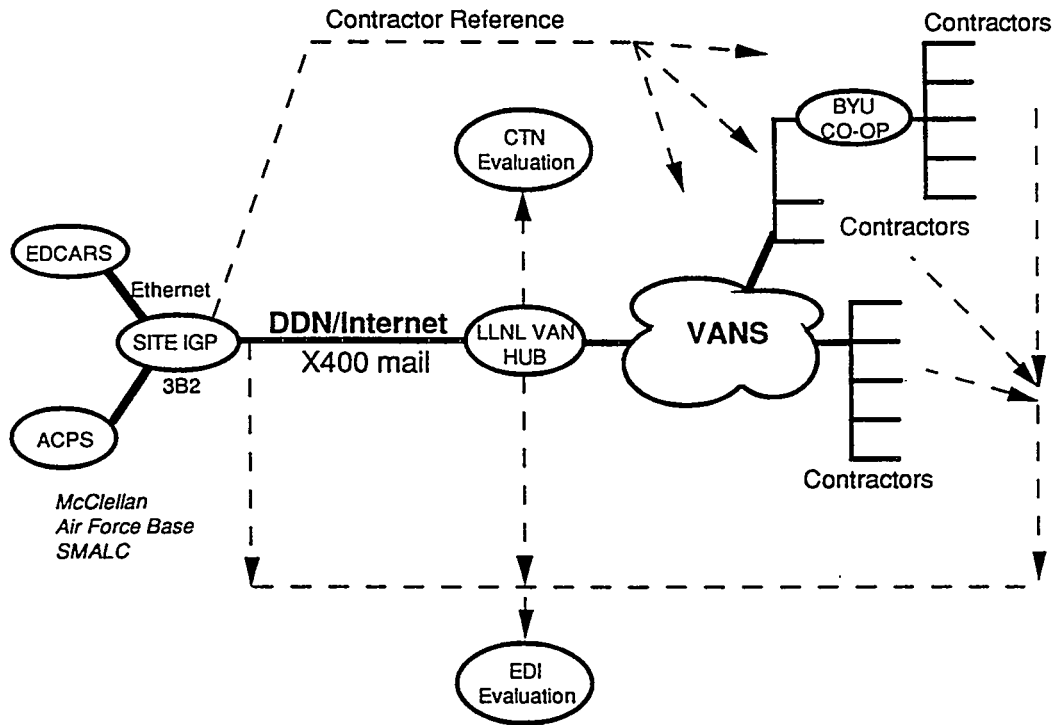 Contractor Reference
Contractors
BYU
CO-OP
CTN
Evaluation
Contractors
EDCARS
Ethernet
DDN/Internet
SITE IGP
LLNL VAN
HUB
VANS
X400 mail
3B2
ACPS
Contractors
McClellan
Air Force Base
SMALC
EDI
Evaluation